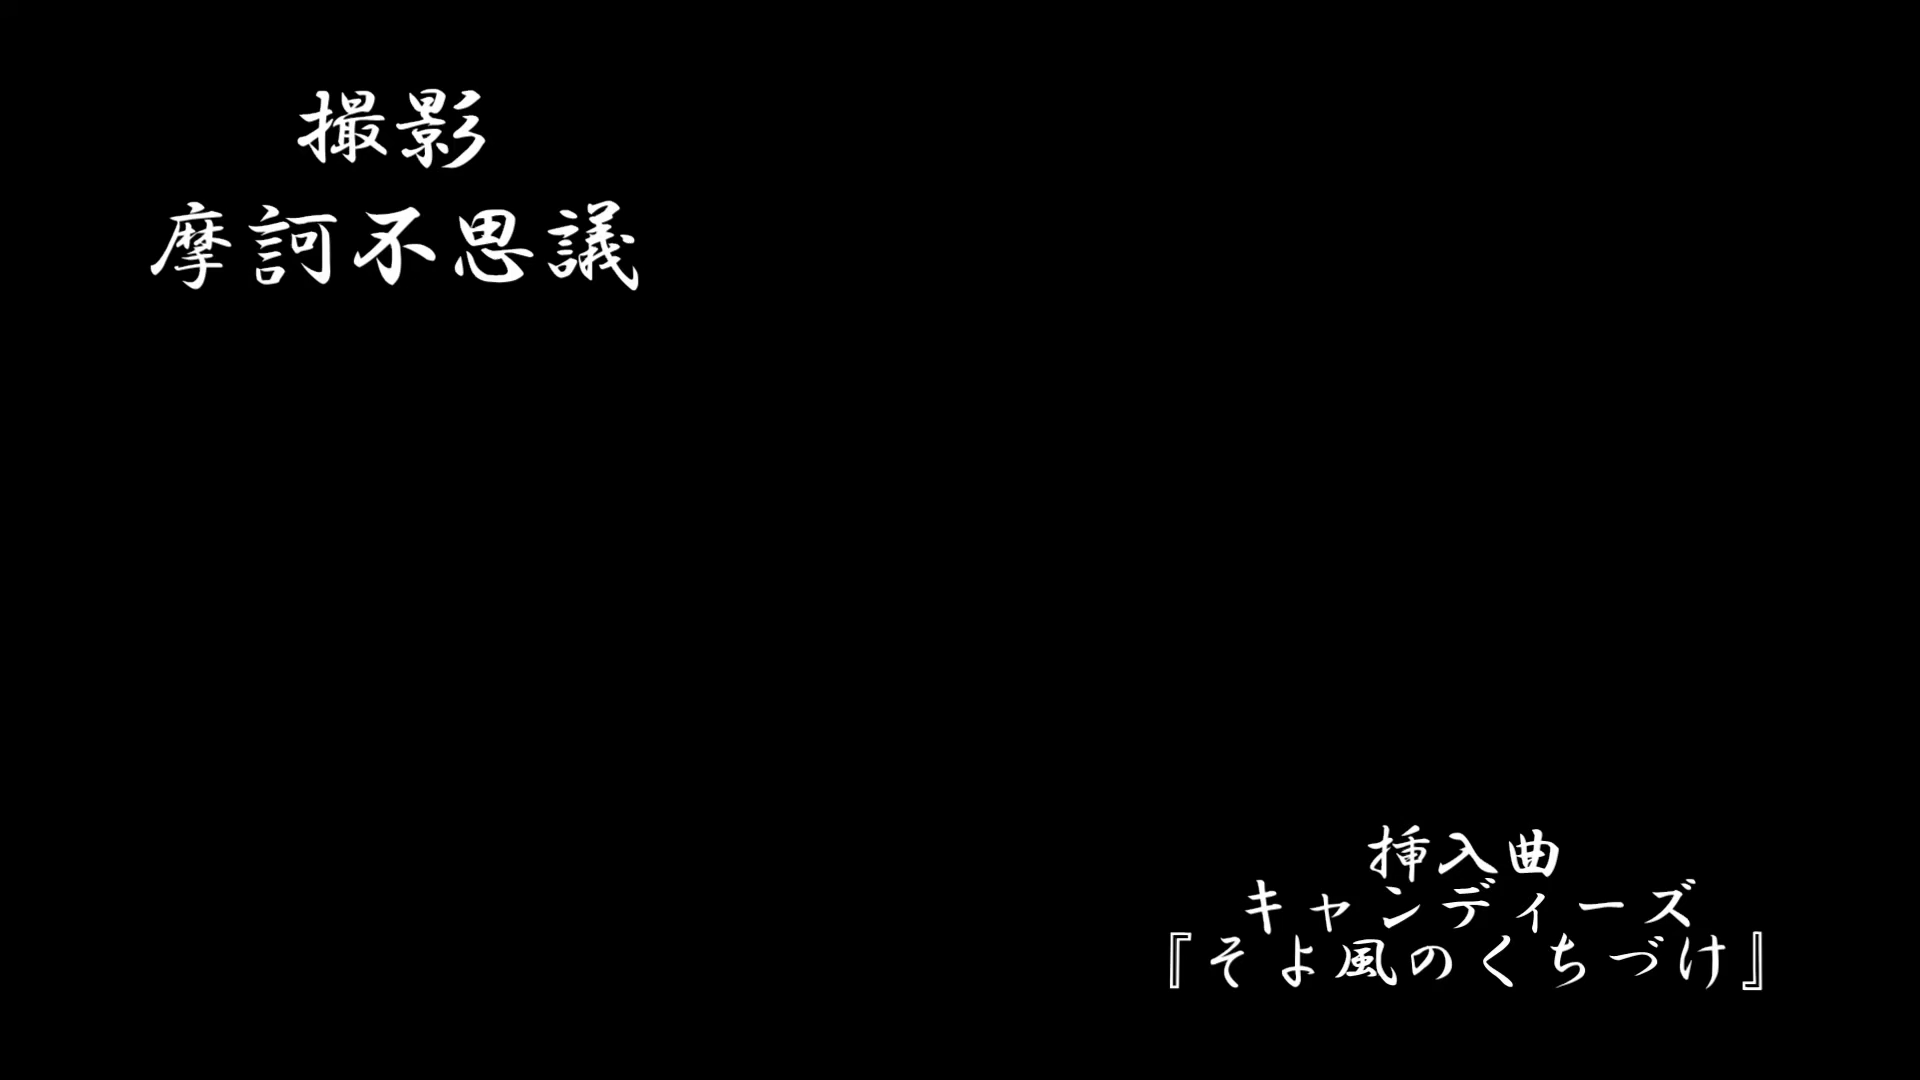 撮影
摩訶不思議
挿入曲
キャンディーズ
『そよ風のくちづけ』